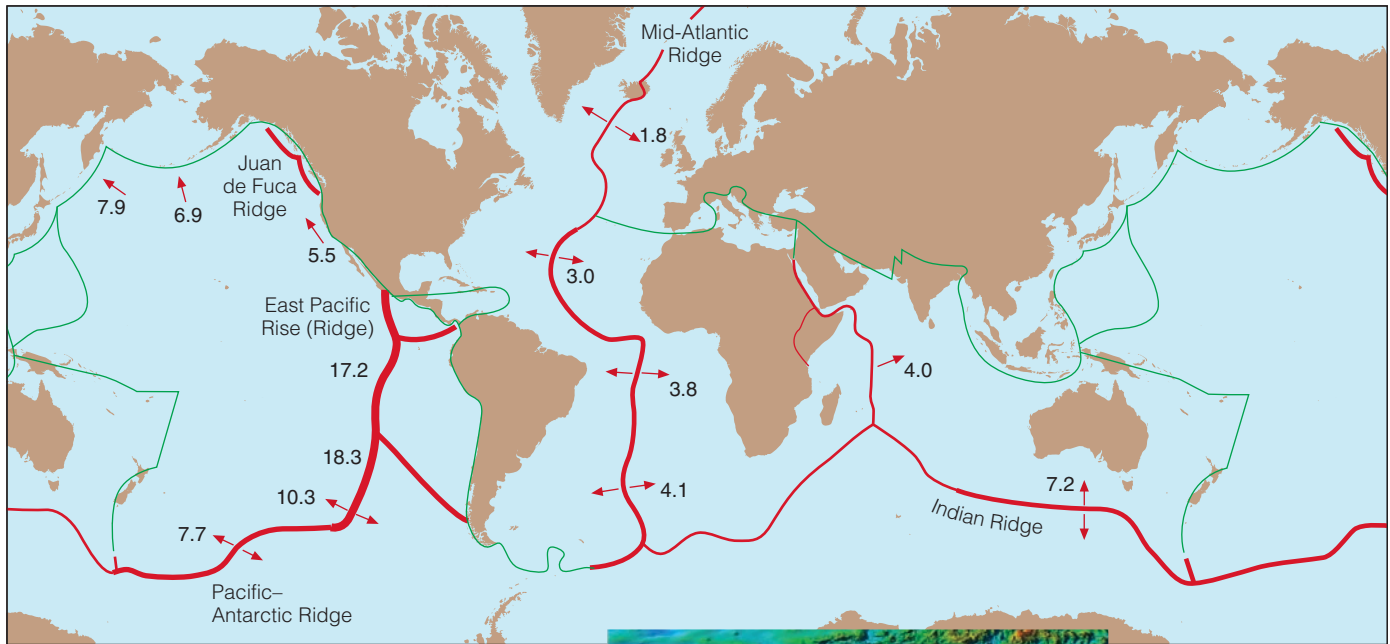 Mid-Atlantic
Ridge
1.8
Juan
de Fuca
Ridge
7.9
6.9
5.5
3.0
East Pacific
Rise (Ridge)
17.2
3.8
4.0
18.3
10.3
4.1
7.2
Indian Ridge
7.7
Pacific–
Antarctic Ridge